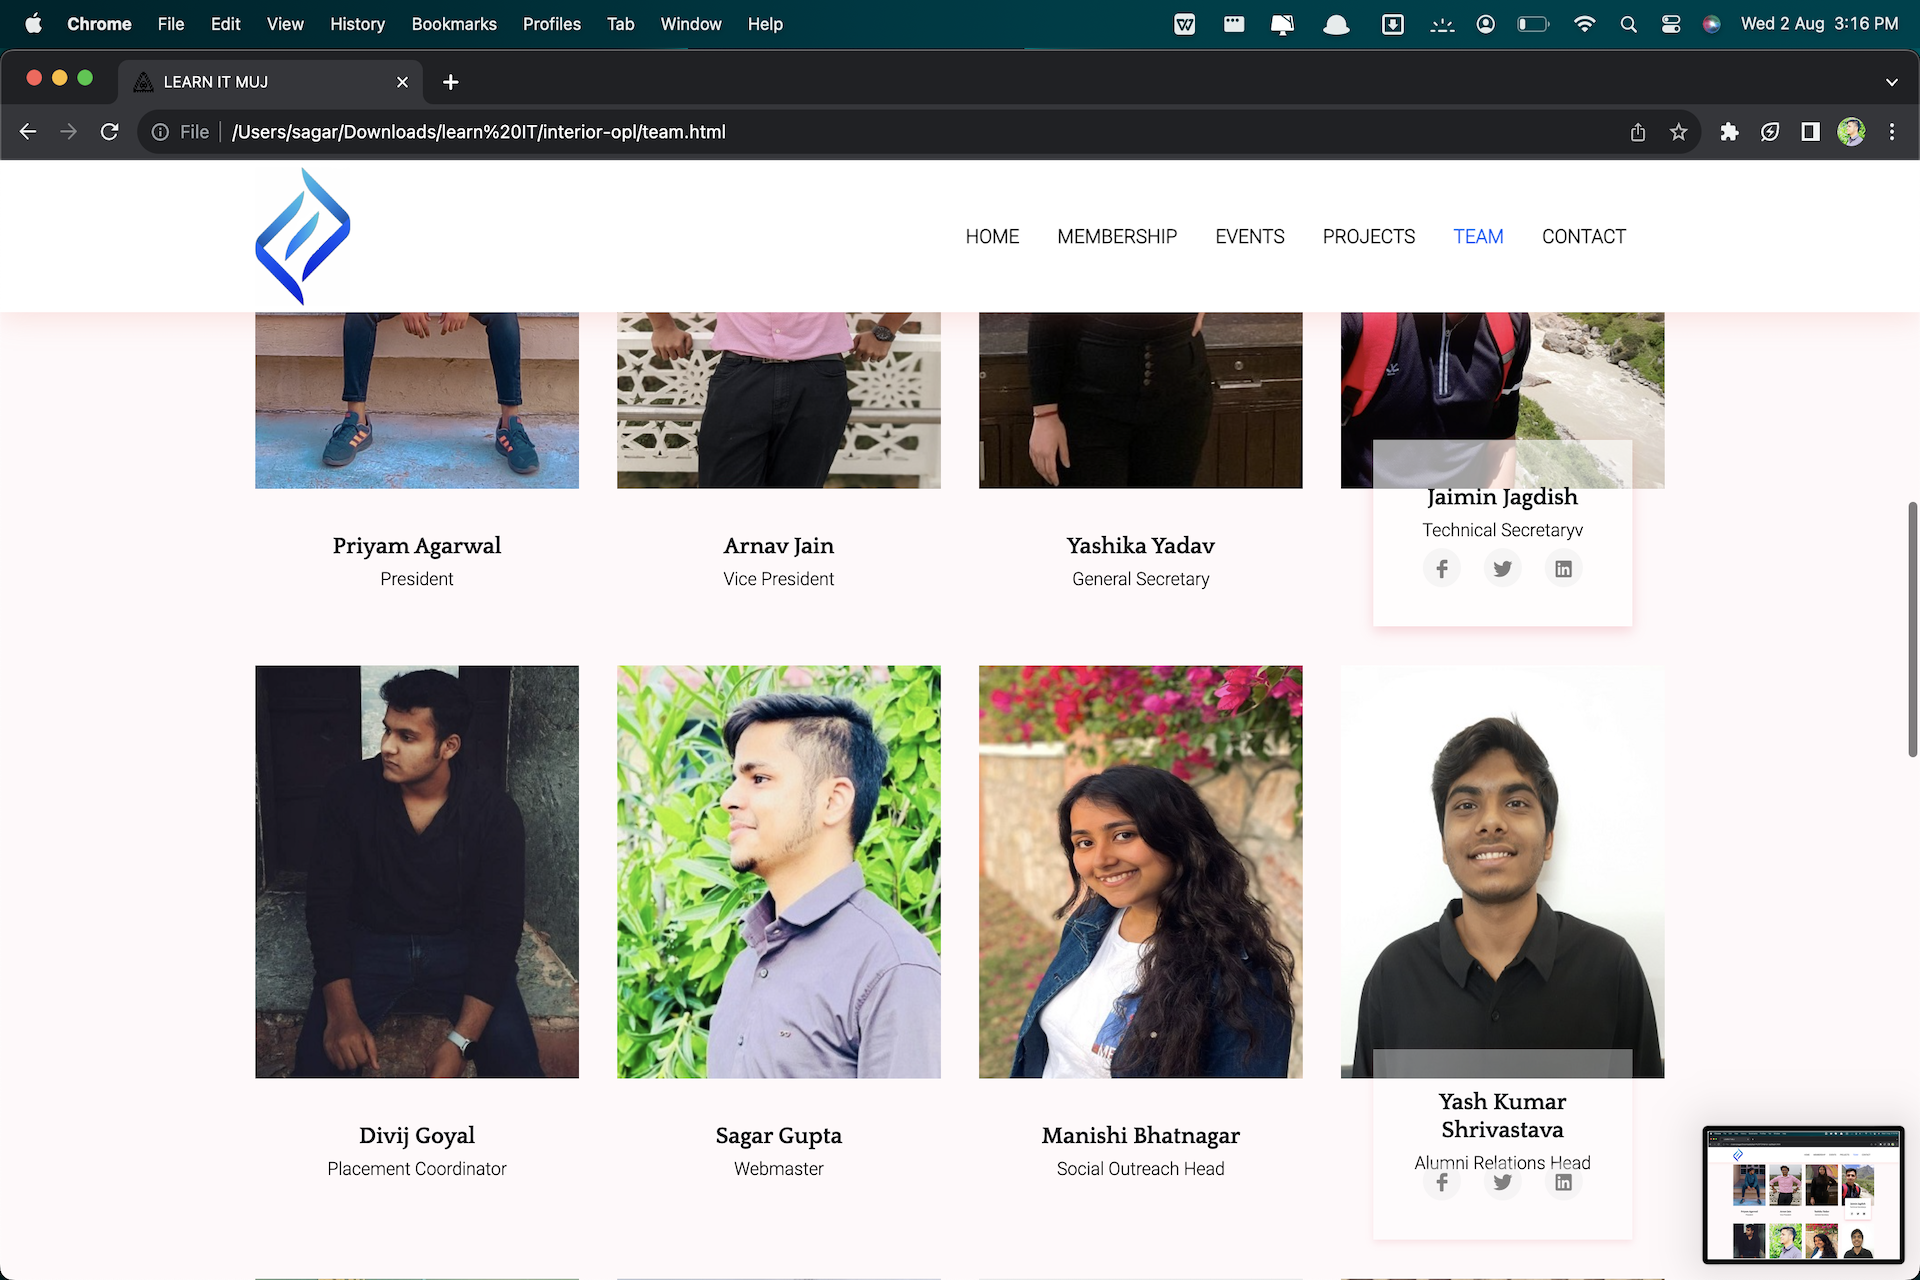 Chrome File Edit View History Bookmarks Profiles Tab Window Help Wed 2 Aug 3:16 PM
LEARN IT MUJ
File /Users/sagar/Downloads/learn%20IT/interior-opl/team.html
HOME MEMBERSHIP EVENTS PROJECTS TEAM CONTACT
Priyam Agarwal
President
Arnav Jain
Vice President
Yashika Yadav
General Secretary
Jaimin Jagdish
Technical Secretaryv
Divij Goyal
Placement Coordinator
Sagar Gupta
Webmaster
Manishi Bhatnagar
Social Outreach Head
Yash Kumar
Shrivastava
Alumni Relations Head